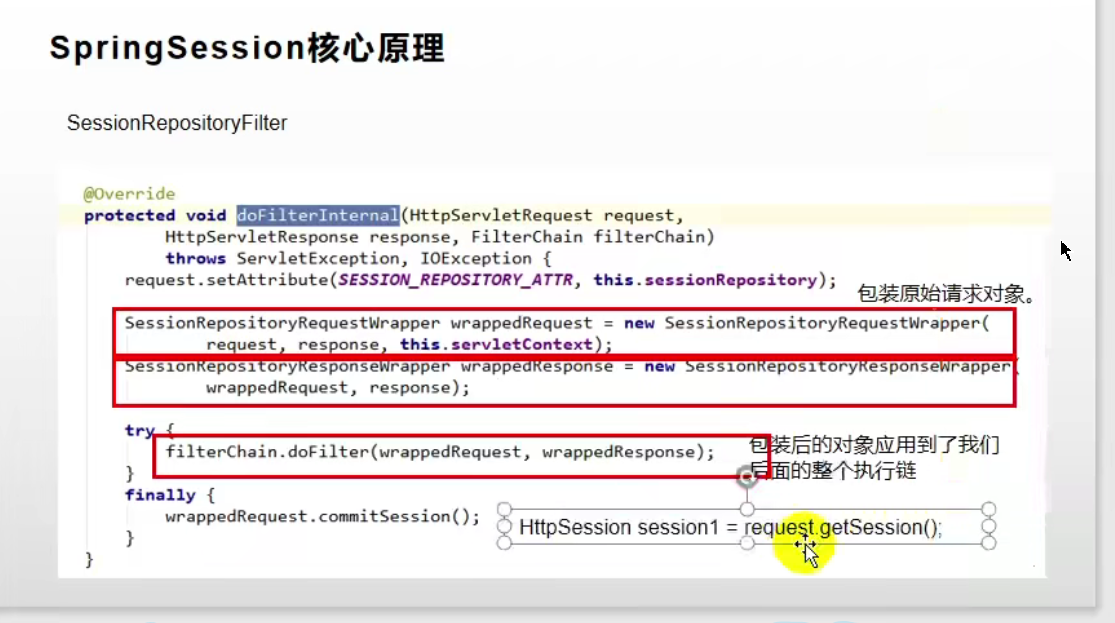 SpringSession核心原理
SessionRepositoryFilter
@Override
protected void doFilterInternal(HttpServletRequest request,
HttpServletResponse response, FilterChain filterChain)
throws ServletException, IOException {
request.setAttribute(SESSION_REPOSITORY_ATTR, this.sessionRepository);
包装原始请求对象。
SessionRepositoryRequestWrapper wrappedRequest = new SessionRepositoryRequestWrapper(
request, response, this.servletContext);
SessionRepositoryResponseWrapper wrappedResponse = new SessionRepositoryResponseWrapper(
wrappedRequest, response);
try {
filterChain.doFilter(wrappedRequest, wrappedResponse);
包装后的对象应用到了我们
后面的整个执行链
}
finally {
wrappedRequest.commitSession();
HttpSession session1 = request.getSession();
}
}